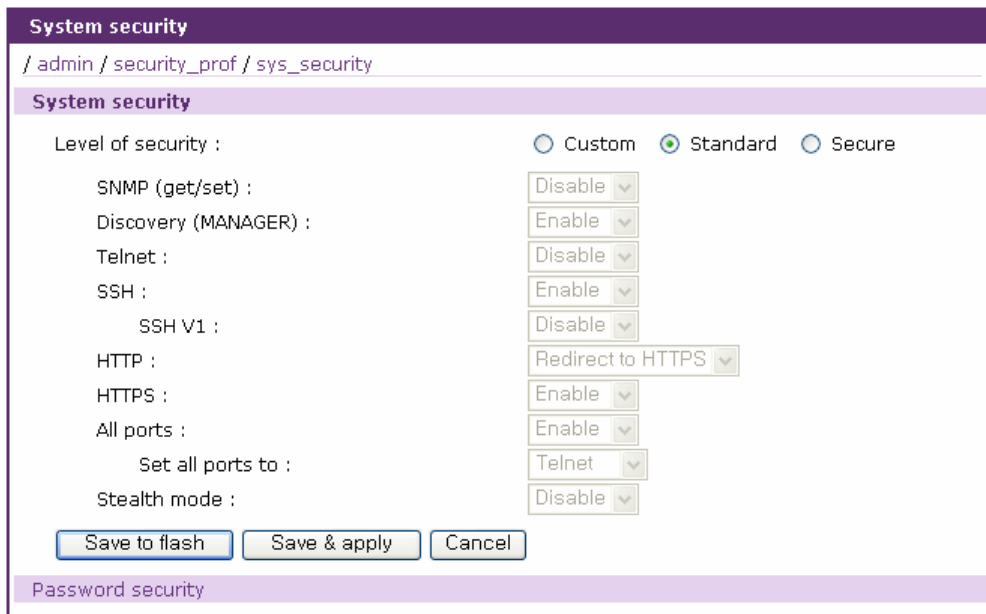 System security
/ admin / security_prof / sys_security
System security
Level of security : Custom Standard Secure
SNMP (get/set) : Disable
Discovery (MANAGER) : Enable
Telnet : Disable
SSH : Enable
SSH V1 : Disable
HTTP : Redirect to HTTPS
HTTPS : Enable
All ports : Enable
Set all ports to : Telnet
Stealth mode : Disable
Save to flash Save & apply Cancel
Password security